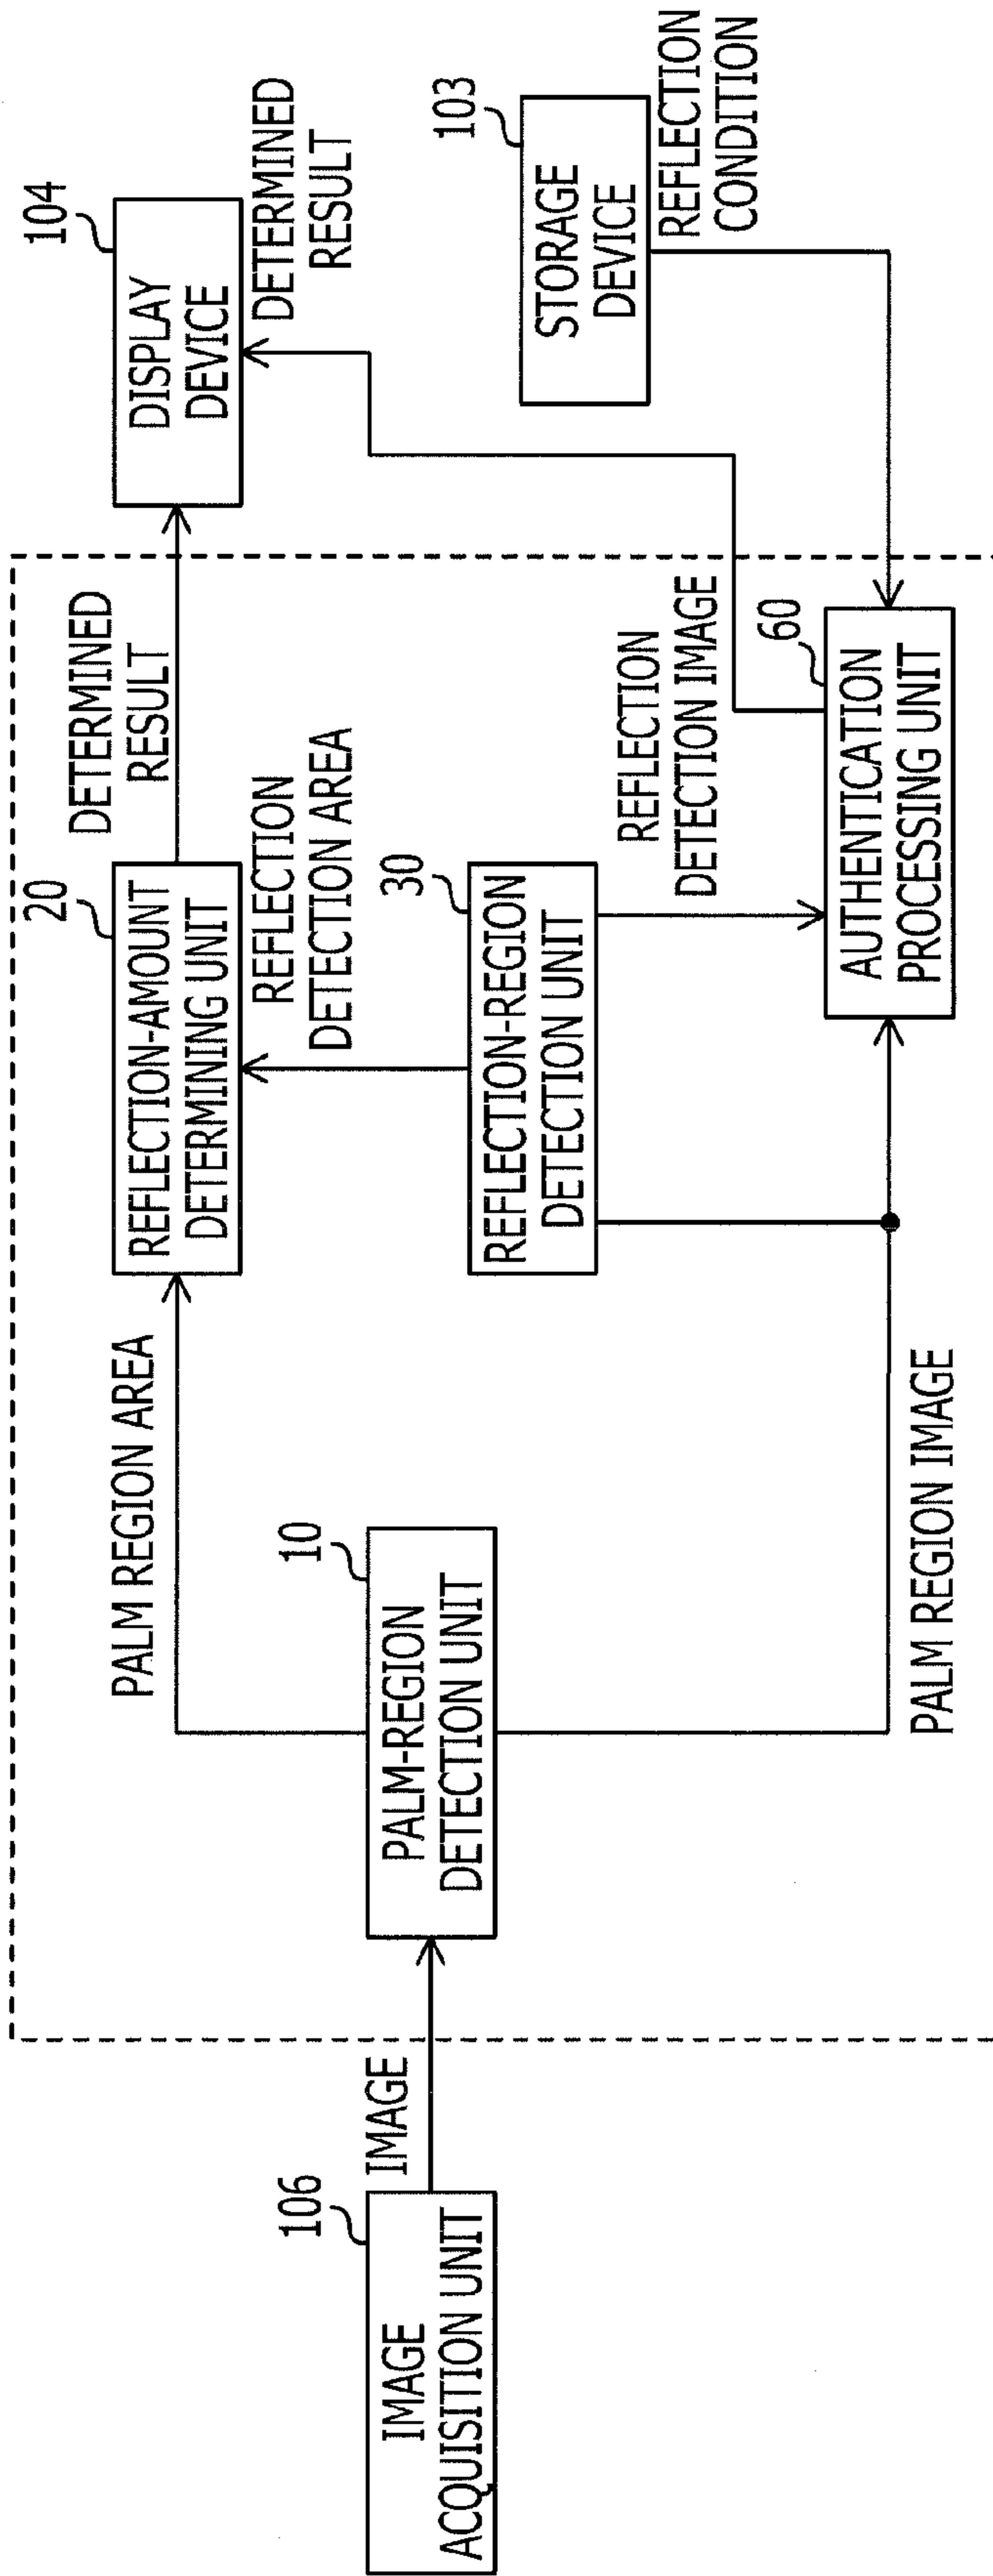 106
IMAGE
ACQUISITION UNIT
IMAGE
10
PALM-REGION
DETECTION UNIT
PALM REGION AREA
PALM REGION IMAGE
20
REFLECTION-AMOUNT
DETERMINING UNIT
REFLECTION
DETECTION AREA
30
REFLECTION-REGION
DETECTION UNIT
DETERMINED
RESULT
REFLECTION
DETECTION IMAGE
60
AUTHENTICATION
PROCESSING UNIT
104
DISPLAY
DEVICE
DETERMINED
RESULT
103
STORAGE
DEVICE
REFLECTION
CONDITION